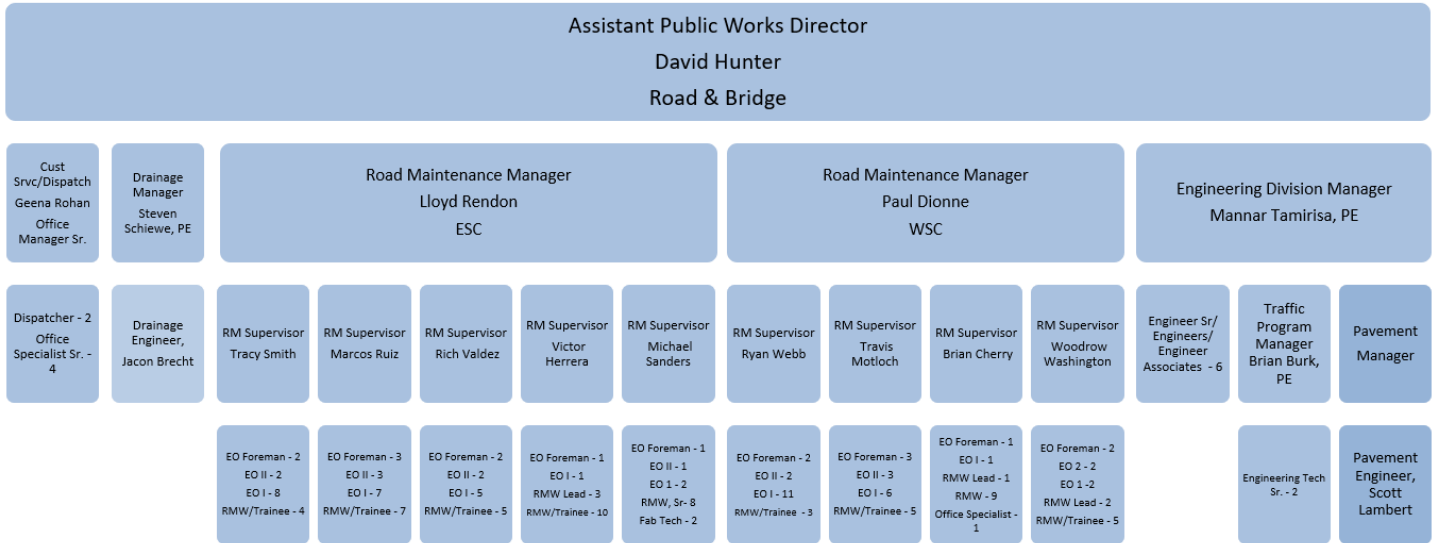 Assistant Public Works Director
David Hunter
Road & Bridge
Cust
Srvc/Dispatch
Geena Rohan
Office
Manager Sr.
Drainage
Manager
Steven
Schiewe, PE
Road Maintenance Manager
Lloyd Rendon
ESC
Road Maintenance Manager
Paul Dionne
WSC
Engineering Division Manager
Mannar Tamirisa, PE
Dispatcher - 2
Office
Specialist Sr. -
4
Drainage
Engineer,
Jacon Brecht
RM Supervisor
Tracy Smith
RM Supervisor
Marcos Ruiz
RM Supervisor
Rich Valdez
RM Supervisor
Victor
Herrera
RM Supervisor
Michael
Sanders
RM Supervisor
Ryan Webb
RM Supervisor
Travis
Motloch
RM Supervisor
Brian Cherry
RM Supervisor
Woodrow
Washington
Engineer Sr/
Engineers/
Engineer
Associates - 6
Traffic
Program
Manager
Brian Burk,
PE
Pavement
Manager
EO Foreman - 2
EO II - 2
EO I - 8
RMW/Trainee - 4
EO Foreman - 3
EO II - 3
EO I - 7
RMW/Trainee - 7
EO Foreman - 2
EO II - 2
EO I - 5
RMW/Trainee - 5
EO Foreman - 1
EO I - 1
RMW Lead - 3
RMW/Trainee - 10
EO Foreman - 1
EO II - 1
EO 1 - 2
RMW, Sr- 8
Fab Tech - 2
EO Foreman - 2
EO II - 2
EO I - 11
RMW/Trainee - 3
EO Foreman - 3
EO II - 3
EO I - 6
RMW/Trainee - 5
EO Foreman - 1
EO I - 1
RMW Lead - 1
RMW - 9
Office Specialist -
1
EO Foreman - 2
EO 2 - 2
EO 1 -2
RMW Lead - 2
RMW/Trainee - 5
Engineering Tech
Sr. - 2
Pavement
Engineer,
Scott
Lambert